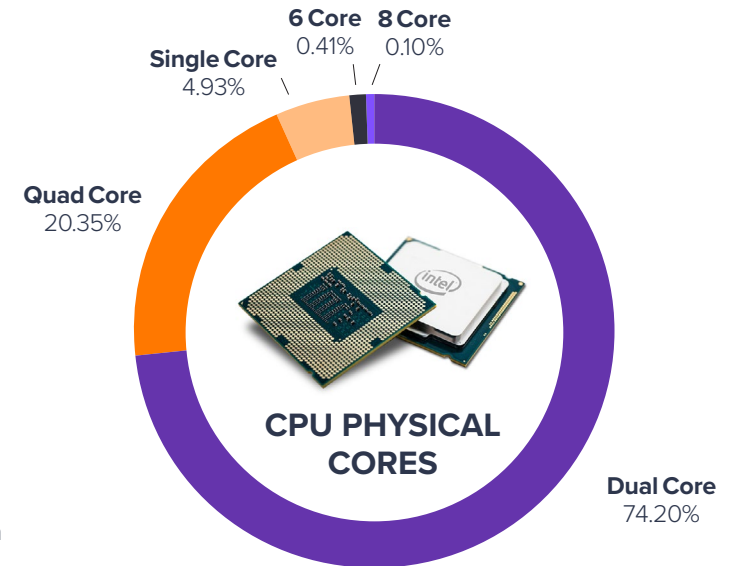 6 Core
0.41%
8 Core
0.10%
Single Core
4.93%
Quad Core
20.35%
intel
CPU PHYSICAL
CORES
Dual Core
74.20%